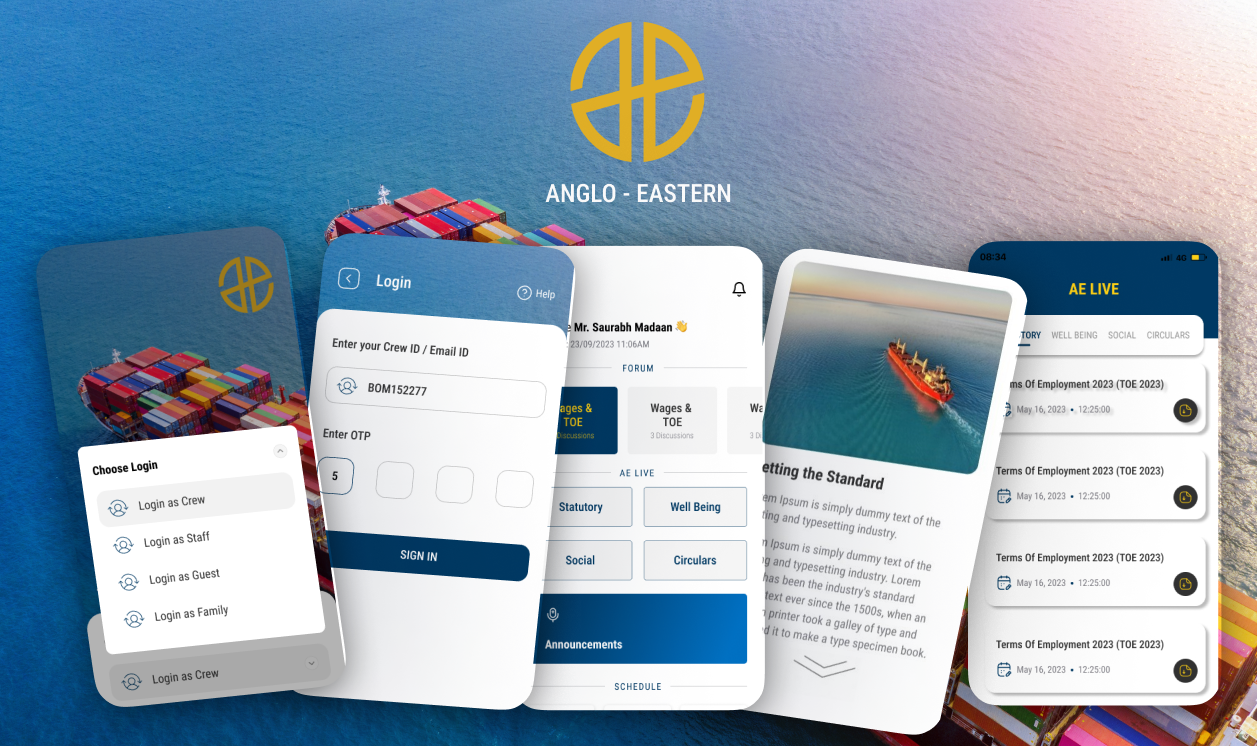 ANGLO - EASTERN
Choose Login
Login as Crew
Login as Staff
Login as Guest
Login as Family
Login as Crew
Login
Help
Enter your Crew ID / Email ID
BOM152277
Enter OTP
5
SIGN IN
Mr. Saurabh Madaan 👋
23/09/2023 11:06AM
FORUM
ages &
TOE
Discussions
Wages &
TOE
3 Discussions
Wa
3 Di
AE LIVE
Statutory
Well Being
Social
Circulars
Announcements
SCHEDULE
etting the Standard
em Ipsum is simply dummy text of the
ting and typesetting industry.
n Ipsum is simply dummy text of the
g and typesetting industry. Lorem
has been the industry's standard
text ever since the 1500s, when an
printer took a galley of type and
d it to make a type specimen book.
08:34
4G
AE LIVE
TORY WELL BEING SOCIAL CIRCULARS
ms Of Employment 2023 (TOE 2023)
May 16, 2023 • 12:25:00
Terms Of Employment 2023 (TOE 2023)
May 16, 2023 • 12:25:00
Terms Of Employment 2023 (TOE 2023)
May 16, 2023 • 12:25:00
Terms Of Employment 2023 (TOE 2023)
May 16, 2023 • 12:25:00